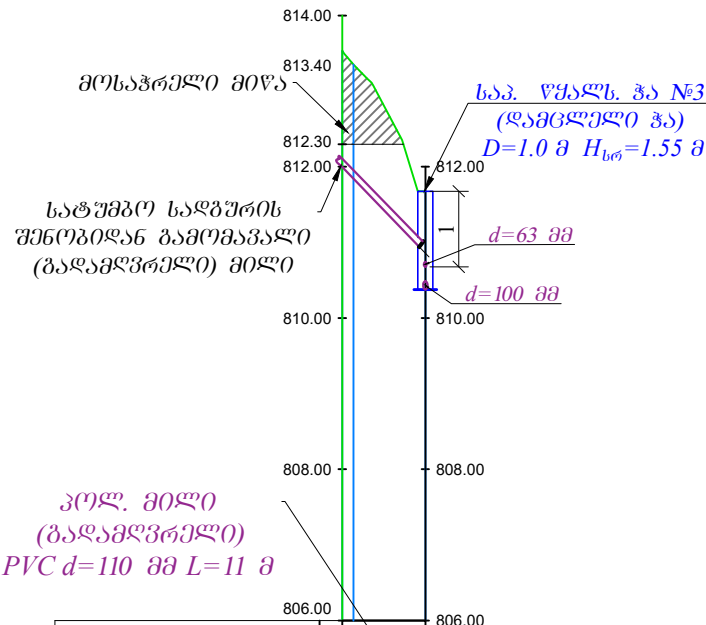 814.00
813.40
მოსაჭრელი მიწა
საპ. წყალს. ჭა №3
(დამცლელი ჭა)
D=1.0 მ Hსრ=1.55 მ
812.30
812.00
812.00
სატუმბო სადგურის
შენობიდან გამომავალი
(გადამღვრელი) მილი
1
d=63 მმ
d=100 მმ
810.00
810.00
808.00
808.00
პოლ. მილი
(გადამღვრელი)
PVC d=110 მმ L=11 მ
806.00
806.00